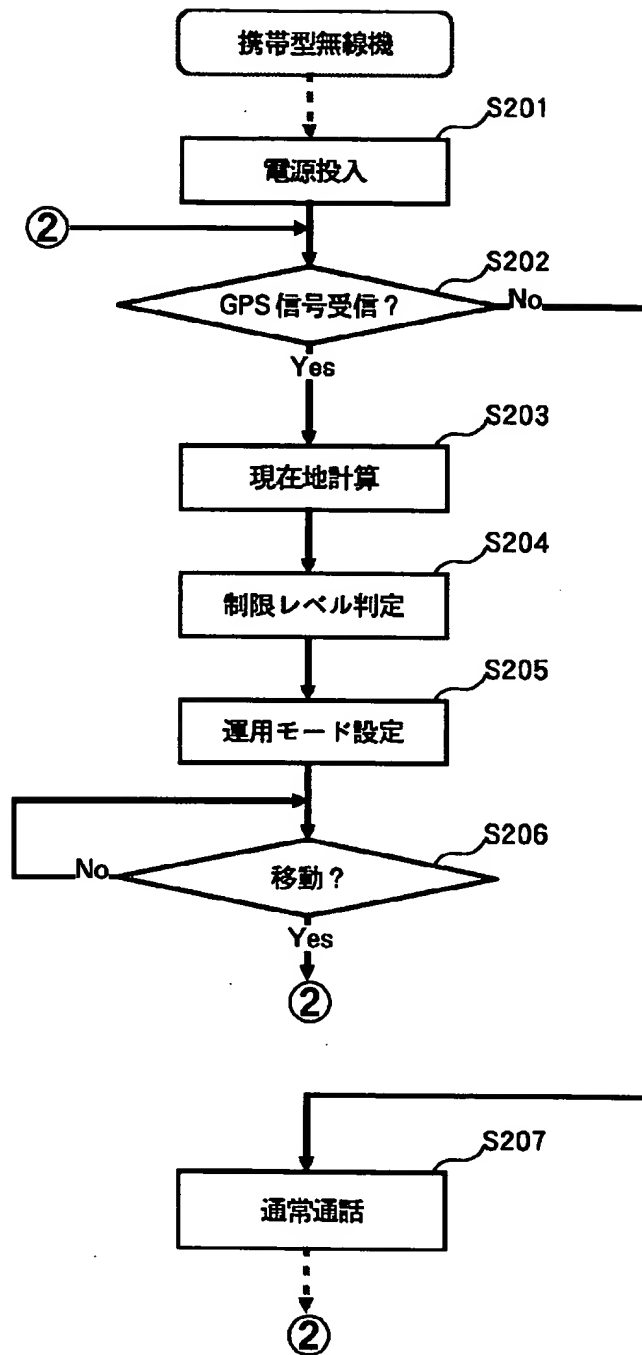 携帯型無線機
S201
電源投入
②
S202
GPS信号受信？
No
Yes
S203
現在地計算
S204
制限レベル判定
S205
運用モード設定
S206
No
移動？
Yes
②
S207
通常通話
②